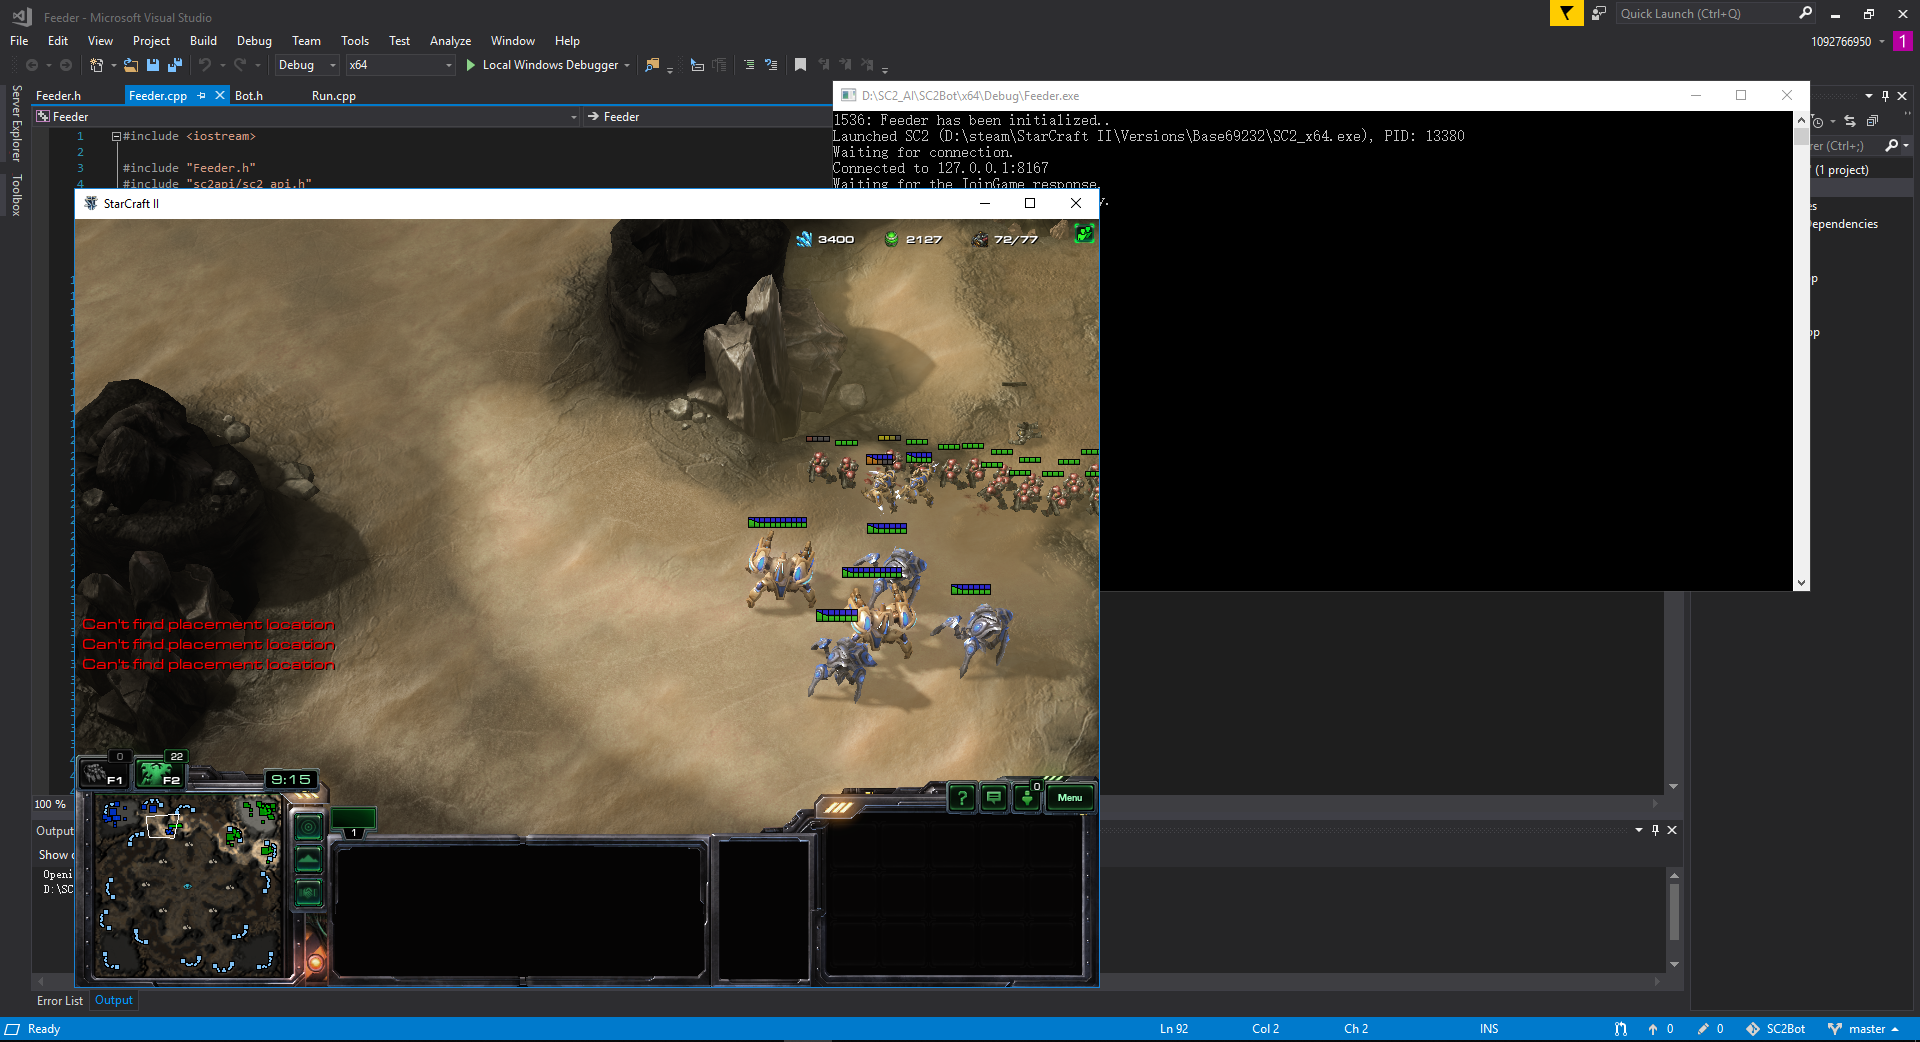 Feeder - Microsoft Visual Studio
Quick Launch (Ctrl+Q)
File Edit View Project Build Debug Team Tools Test Analyze Window Help
1092766950
1
Debug
x64
Local Windows Debugger
Server Explorer
Toolbox
Feeder.h
Feeder.cpp
Bot.h
Run.cpp
Feeder
Feeder
1 #include <iostream>
2
3 #include "Feeder.h"
4 #include "sc2api/sc2_api.h"
D:\SC2_AI\SC2Bot\x64\Debug\Feeder.exe
1536: Feeder has been initialized..
Launched SC2 (D:\steam\StarCraft II\Versions\Base69232\SC2_x64.exe), PID: 13380
Waiting for connection.
Connected to 127.0.0.1:8167
Waiting for the JoinGame response.
y.
rer (Ctrl+;)
(1 project)
es
Dependencies
p
pp
StarCraft II
3400
2127
72/77
Can't find placement location
Can't find placement location
Can't find placement location
0
22
F1
F2
9:15
1
?
0
Menu
100 %
Output
Show o
Openi
D:\SC
Error List
Output
Ready
Ln 92
Col 2
Ch 2
INS
0
0
SC2Bot
master